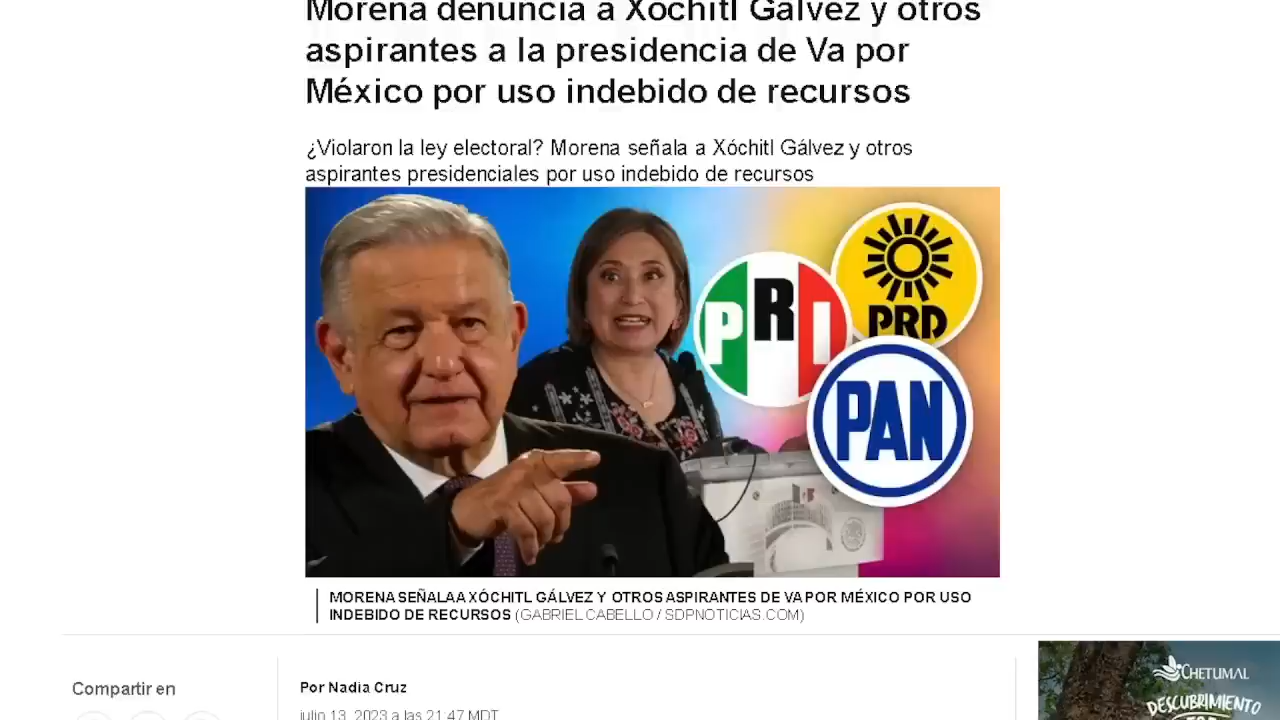 Morena denuncia a Xóchitl Gálvez y otros
aspirantes a la presidencia de Va por
México por uso indebido de recursos
¿Violaron la ley electoral? Morena señala a Xóchitl Gálvez y otros
aspirantes presidenciales por uso indebido de recursos
PRI
PRD
PAN
MORENA SEÑALA A XÓCHITL GÁLVEZ Y OTROS ASPIRANTES DE VA POR MÉXICO POR USO
INDEBIDO DE RECURSOS (GABRIEL CABELLO / SDPNOTICIAS.COM)
Compartir en
Por Nadia Cruz
julio 13, 2023 a las 21:47 MDT
CHETUMAL
DESCUBRIMIENTO